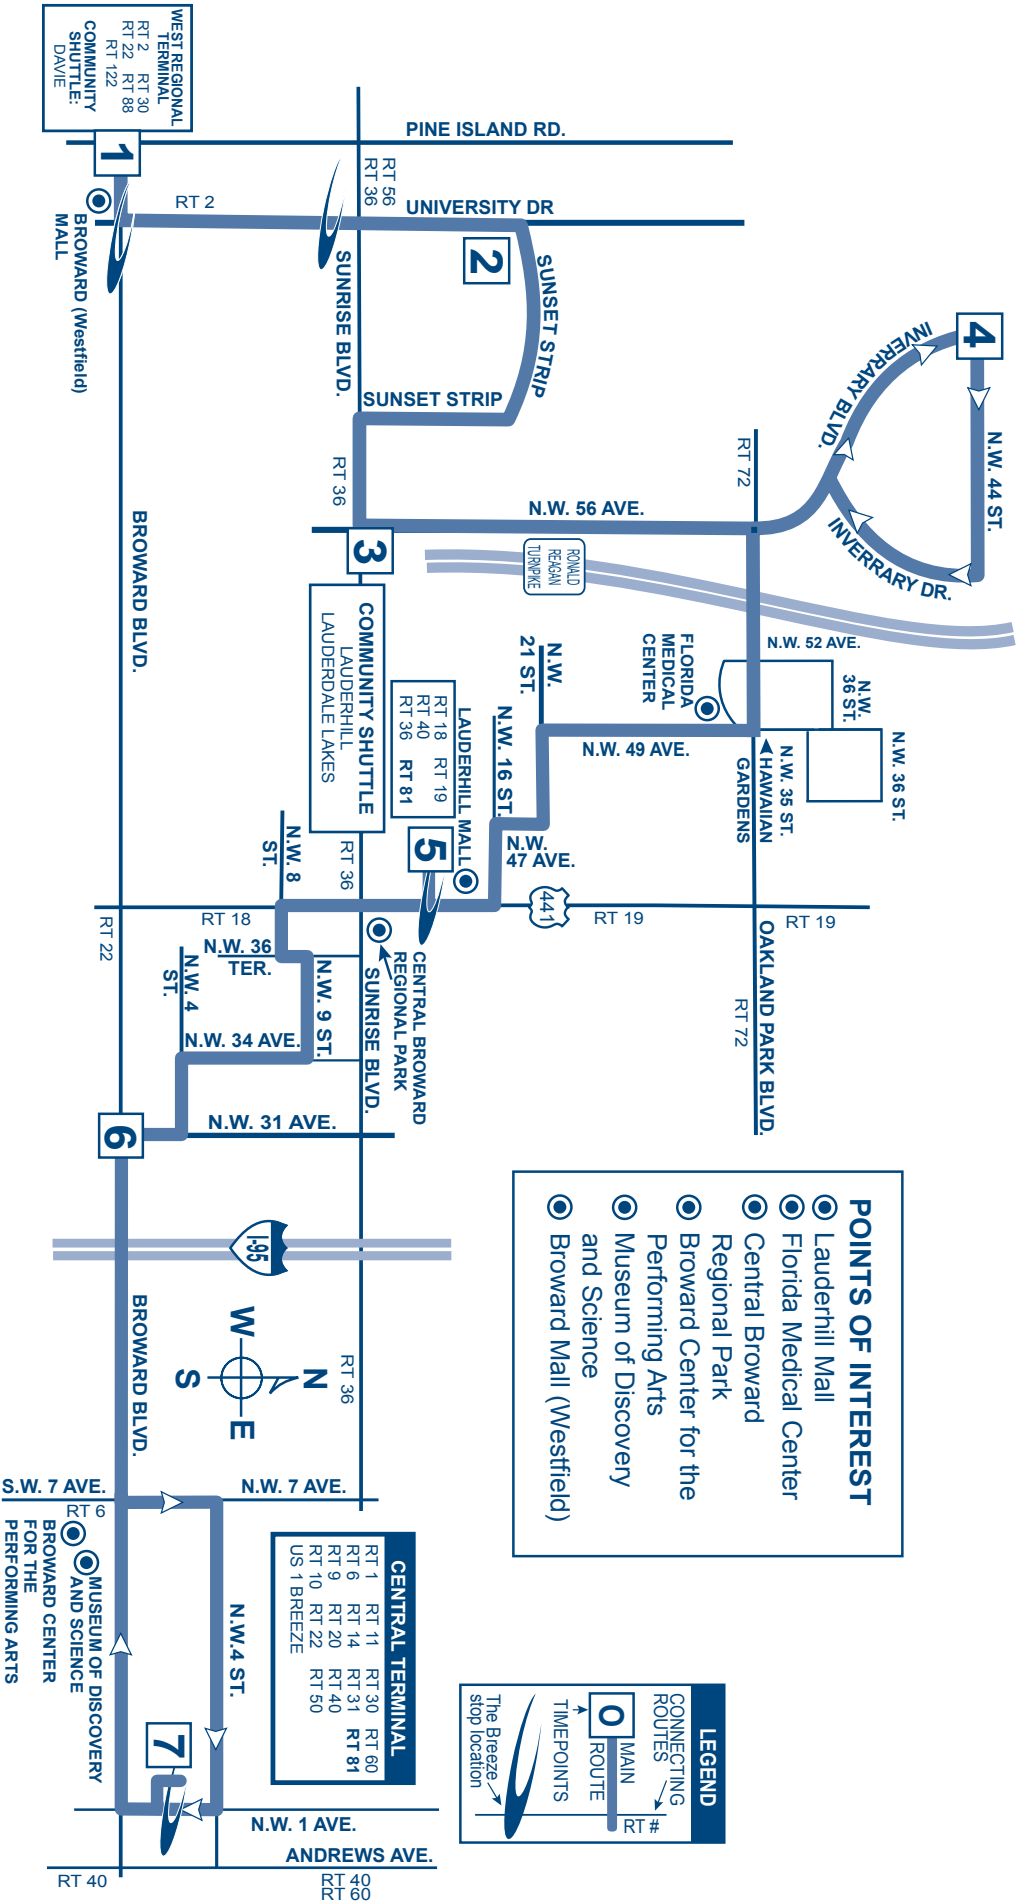 WEST REGIONAL
TERMINAL
RT 2 RT 30
RT 22 RT 88
RT 122
COMMUNITY
SHUTTLE:
DAVIE
1
BROWARD (Westfield)
MALL
PINE ISLAND RD.
RT 2
RT 56
RT 36
UNIVERSITY DR
2
SUNSET STRIP
SUNRISE BLVD.
SUNSET STRIP
RT 36
BROWARD BLVD.
4
N.W. 44 ST.
INVERRARY BLVD.
INVERRARY DR.
RT 72
N.W. 56 AVE.
3
RONALD
REAGAN
TURNPIKE
COMMUNITY SHUTTLE
LAUDERHILL
LAUDERDALE LAKES
N.W. 52 AVE.
FLORIDA
MEDICAL
CENTER
N.W.
36 ST.
N.W. 36 ST.
N.W. 35 ST.
HAWAIIAN
GARDENS
N.W. 49 AVE.
N.W.
21 ST.
N.W. 16 ST.
N.W.
47 AVE.
LAUDERHILL MALL
RT 18 RT 19
RT 40
RT 36 RT 81
5
RT 36
441
RT 19
RT 19
OAKLAND PARK BLVD.
RT 72
N.W. 8
ST.
RT 18
RT 22
N.W. 36
TER.
N.W. 4
ST.
N.W. 9 ST.
N.W. 34 AVE.
SUNRISE BLVD.
CENTRAL BROWARD
REGIONAL PARK
N.W. 31 AVE.
6
I-95
BROWARD BLVD.
N
W E
S
RT 36
POINTS OF INTEREST
Lauderhill Mall
Florida Medical Center
Central Broward
Regional Park
Broward Center for the
Performing Arts
Museum of Discovery
and Science
Broward Mall (Westfield)
S.W. 7 AVE.
N.W. 7 AVE.
RT 6
BROWARD CENTER
FOR THE
PERFORMING ARTS
MUSEUM OF DISCOVERY
AND SCIENCE
N.W.4 ST.
CENTRAL TERMINAL
RT 1 RT 11 RT 30 RT 60
RT 6 RT 14 RT 31 RT 81
RT 9 RT 20 RT 40
RT 10 RT 22 RT 50
US 1 BREEZE
7
N.W. 1 AVE.
ANDREWS AVE.
RT 40
RT 40
RT 60
LEGEND
CONNECTING
ROUTES
RT #
0
MAIN
ROUTE
TIMEPOINTS
The Breeze
stop location